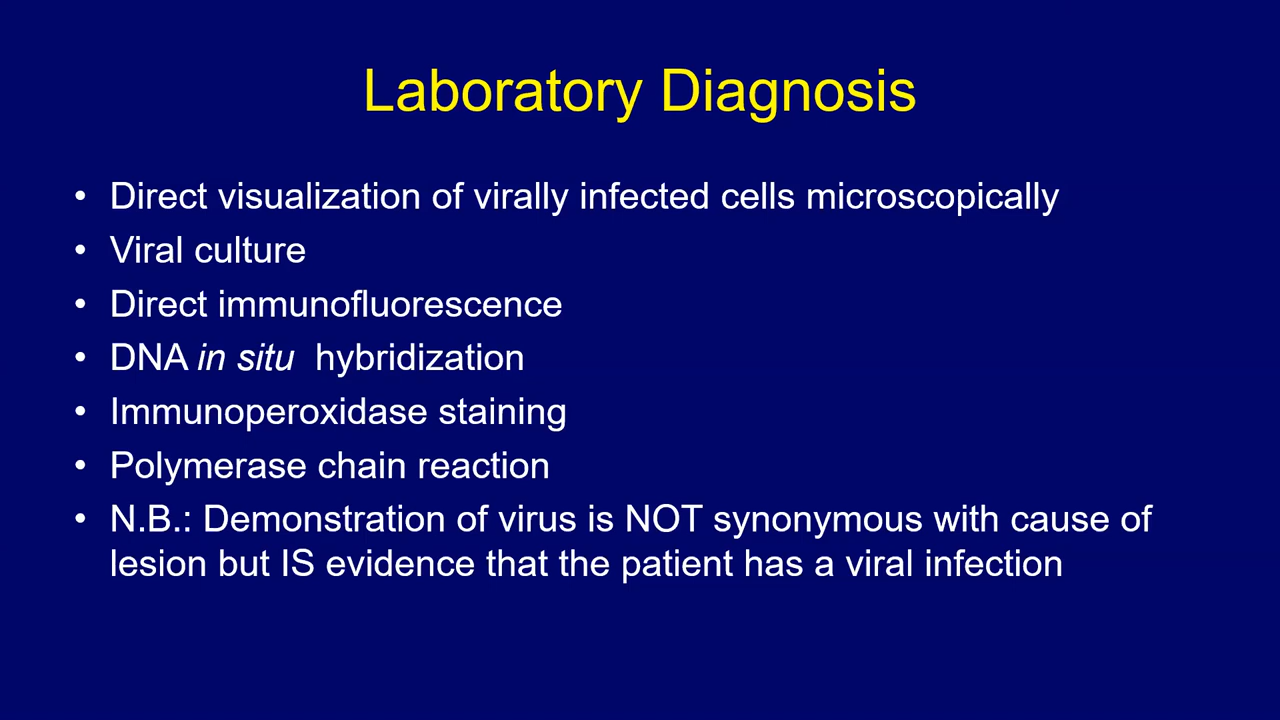 Laboratory Diagnosis
• Direct visualization of virally infected cells microscopically
• Viral culture
• Direct immunofluorescence
• DNA in situ hybridization
• Immunoperoxidase staining
• Polymerase chain reaction
• N.B.: Demonstration of virus is NOT synonymous with cause of
lesion but IS evidence that the patient has a viral infection